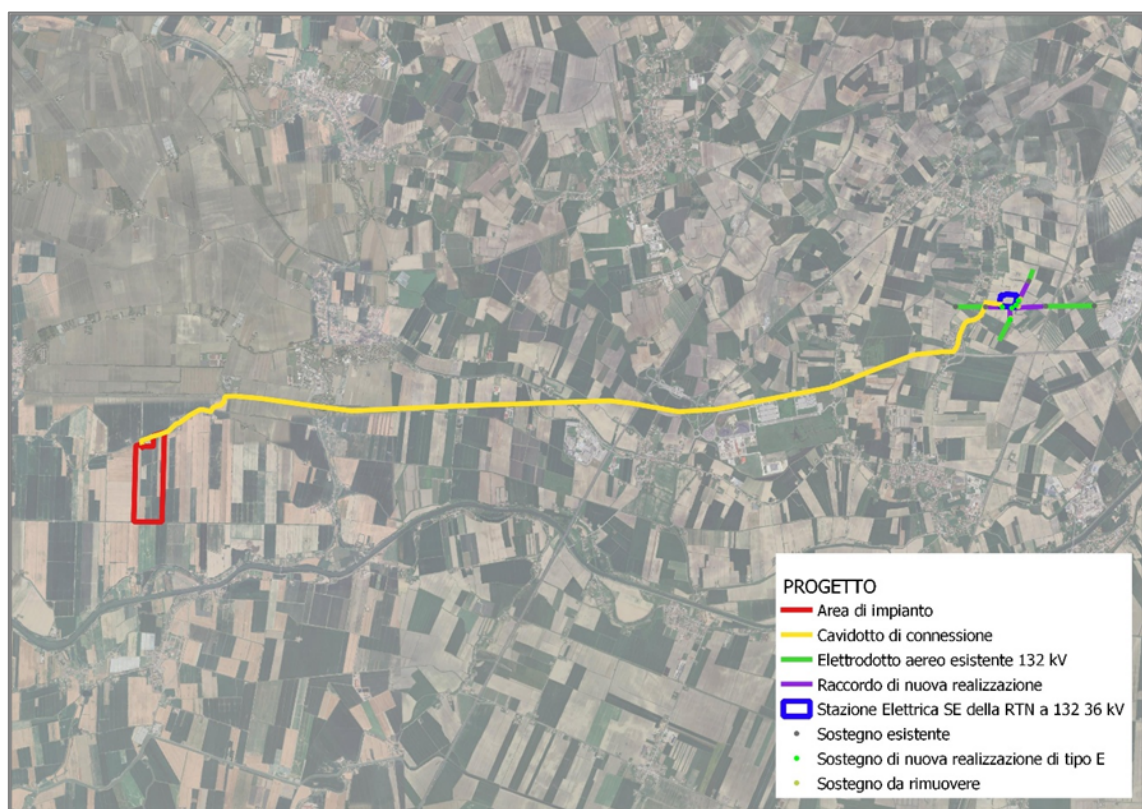 PROGETTO
Area di impianto
Cavidotto di connessione
Elettrodotto aereo esistente 132 kV
Raccordo di nuova realizzazione
Stazione Elettrica SE della RTN a 132 36 kV
Sostegno esistente
Sostegno di nuova realizzazione di tipo E
Sostegno da rimuovere